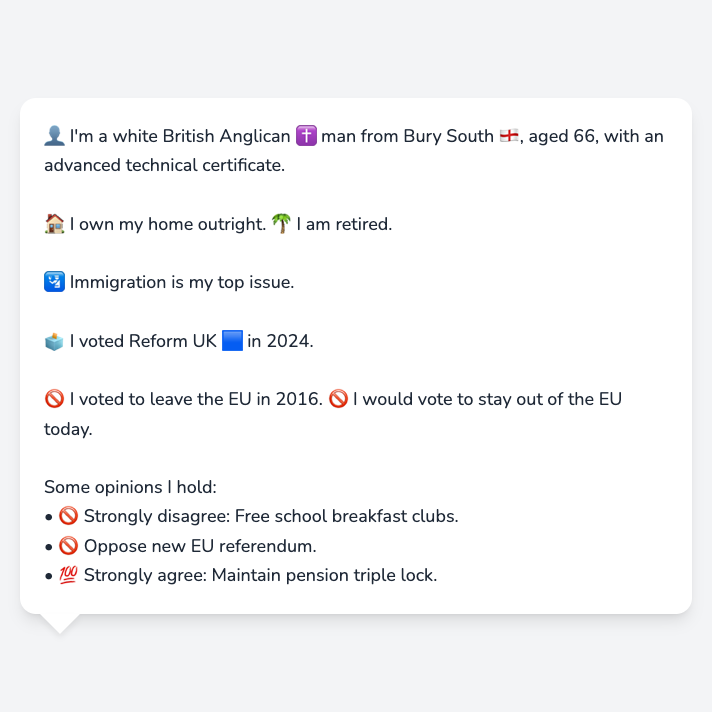 👤 I'm a white British Anglican ✝️ man from Bury South 🏴󠁧󠁢󠁥󠁮󠁧󠁿, aged 66, with an
advanced technical certificate.
🏠 I own my home outright. 🌴 I am retired.
🛂 Immigration is my top issue.
🗳️ I voted Reform UK 🟦 in 2024.
🚫 I voted to leave the EU in 2016. 🚫 I would vote to stay out of the EU
today.
Some opinions I hold:
• 🚫 Strongly disagree: Free school breakfast clubs.
• 🚫 Oppose new EU referendum.
• 💯 Strongly agree: Maintain pension triple lock.